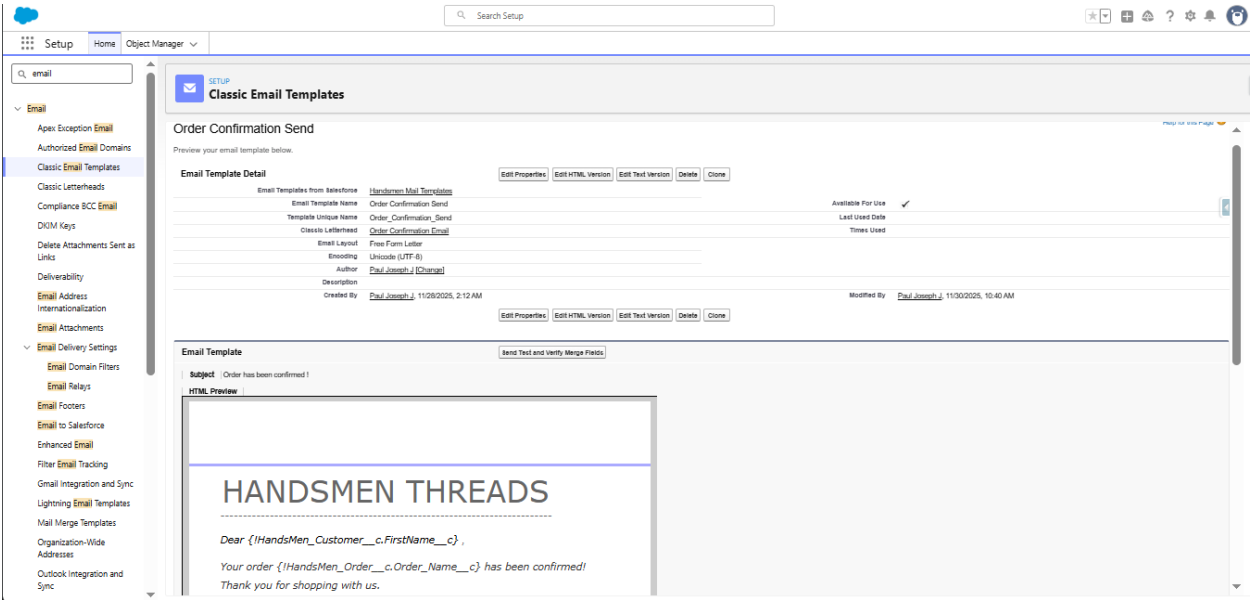 Search Setup
Setup
Home
Object Manager
email
Email
Apex Exception Email
Authorized Email Domains
Classic Email Templates
Classic Letterheads
Compliance BCC Email
DKIM Keys
Delete Attachments Sent as
Links
Deliverability
Email Address
Internationalization
Email Attachments
Email Delivery Settings
Email Domain Filters
Email Relays
Email Footers
Email to Salesforce
Enhanced Email
Filter Email Tracking
Gmail Integration and Sync
Lightning Email Templates
Mail Merge Templates
Organization-Wide
Addresses
Outlook Integration and
Sync
SETUP
Classic Email Templates
Help for this Page
Order Confirmation Send
Preview your email template below.
Email Template Detail
Edit Properties Edit HTML Version Edit Text Version Delete Clone
Email Templates from Salesforce Handsmen Mail Templates
Email Template Name Order Confirmation Send Available For Use ✓
Template Unique Name Order_Confirmation_Send Last Used Date
Classic Letterhead Order Confirmation Email Times Used
Email Layout Free Form Letter
Encoding Unicode (UTF-8)
Author Paul Joseph J [Change]
Description
Created By Paul Joseph J, 11/28/2025, 2:12 AM Modified By Paul Joseph J, 11/30/2025, 10:40 AM
Edit Properties Edit HTML Version Edit Text Version Delete Clone
Email Template Send Test and Verify Merge Fields
Subject Order has been confirmed !
HTML Preview
HANDSMEN THREADS
------------------------------------------------------------
Dear {!HandsMen_Customer__c.FirstName__c} ,
Your order {!HandsMen_Order__c.Order_Name__c} has been confirmed!
Thank you for shopping with us.